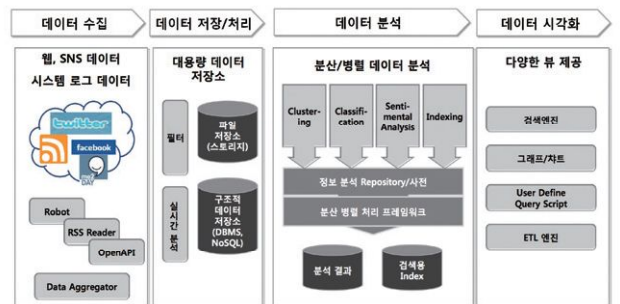 데이터 수집
데이터 저장/처리
데이터 분석
데이터 시각화
웹, SNS 데이터
시스템 로그 데이터
twitter
facebook
me2
DAY
Robot
RSS Reader
OpenAPI
Data Aggregator
대용량 데이터
저장소
필터
파일
저장소
(스토리지)
실시간 분석
구조적
데이터
저장소
(DBMS,
NoSQL)
분산/병렬 데이터 분석
Cluster-
ing
Classifi-
cation
Senti-
mental
Analysis
Indexing
정보 분석 Repository/사전
분산 병렬 처리 프레임워크
분석 결과
검색용
Index
다양한 뷰 제공
검색엔진
그래프/챠트
User Define
Query Script
ETL 엔진